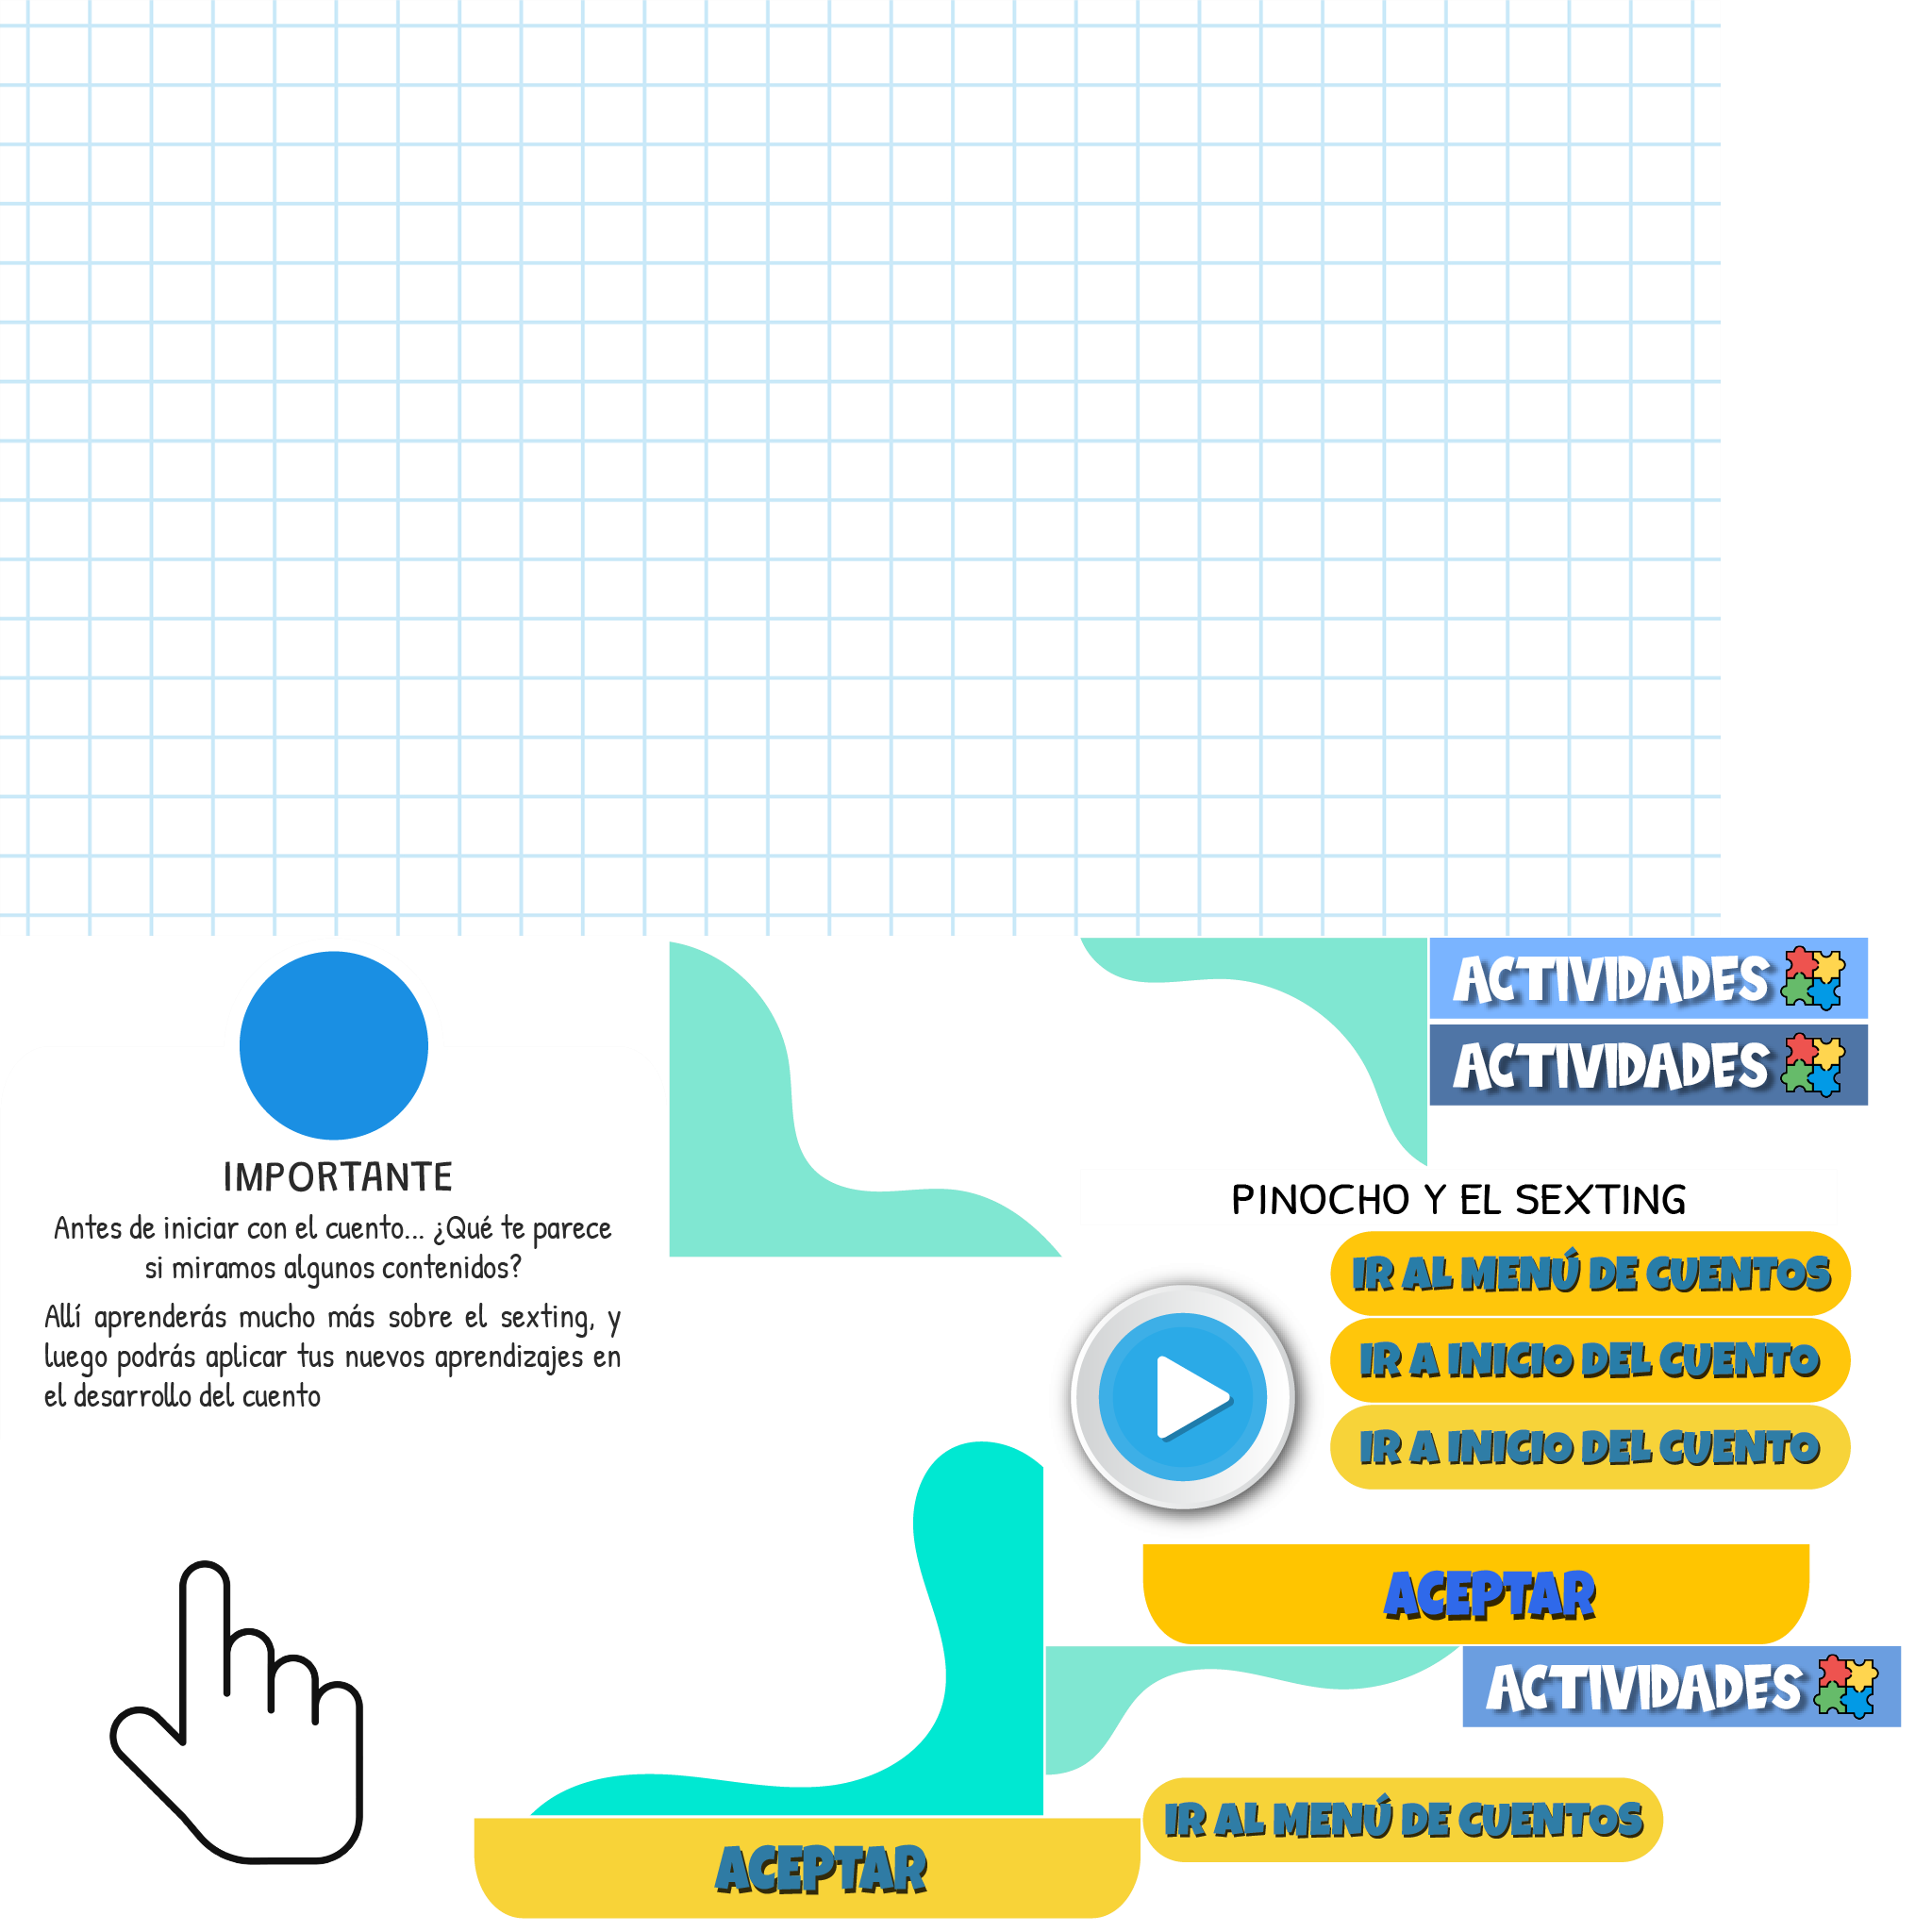 ACTIVIDADES
ACTIVIDADES
IMPORTANTE
Antes de iniciar con el cuento... ¿Qué te parece
si miramos algunos contenidos?
Allí aprenderás mucho más sobre el sexting, y
luego podrás aplicar tus nuevos aprendizajes en
el desarrollo del cuento
PINOCHO Y EL SEXTING
IR AL MENÚ DE CUENTOS
IR A INICIO DEL CUENTO
IR A INICIO DEL CUENTO
ACEPTAR
ACTIVIDADES
IR AL MENÚ DE CUENTOS
ACEPTAR